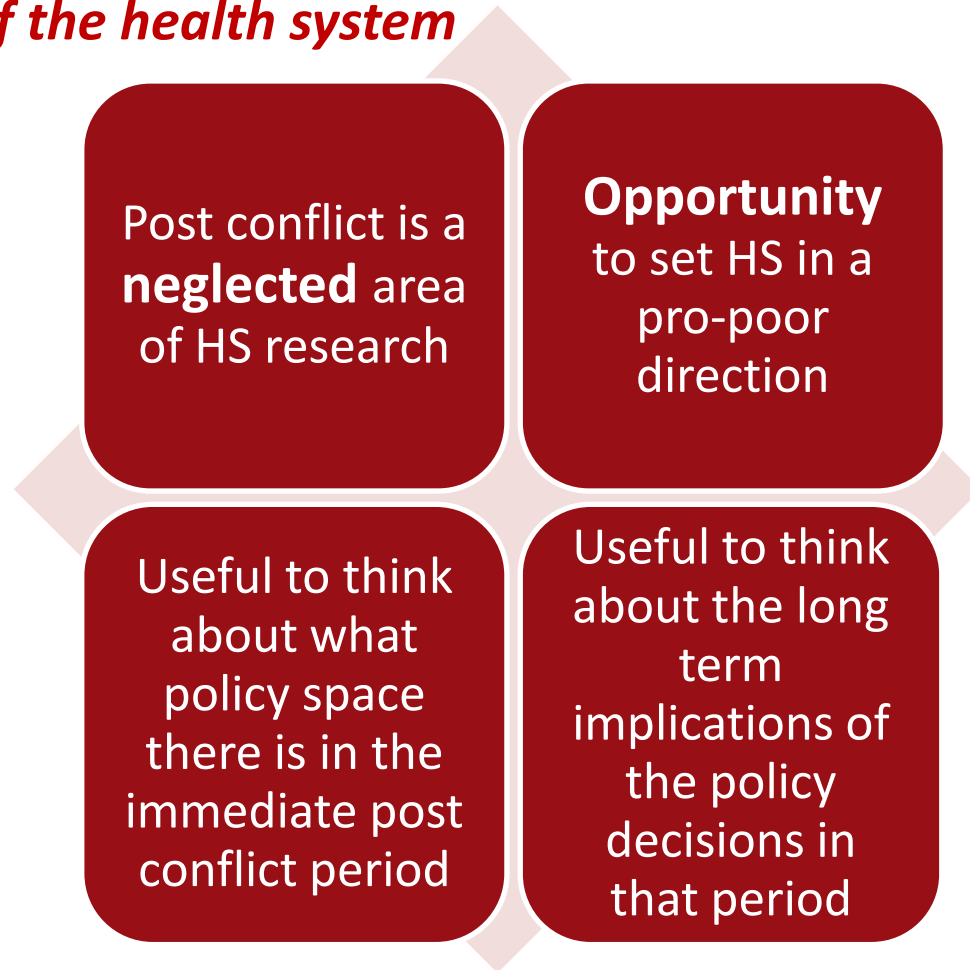 f the health system
Post conflict is a
neglected area
of HS research
Opportunity
to set HS in a
pro-poor
direction
Useful to think
about what
policy space
there is in the
immediate post
conflict period
Useful to think
about the long
term
implications of
the policy
decisions in
that period